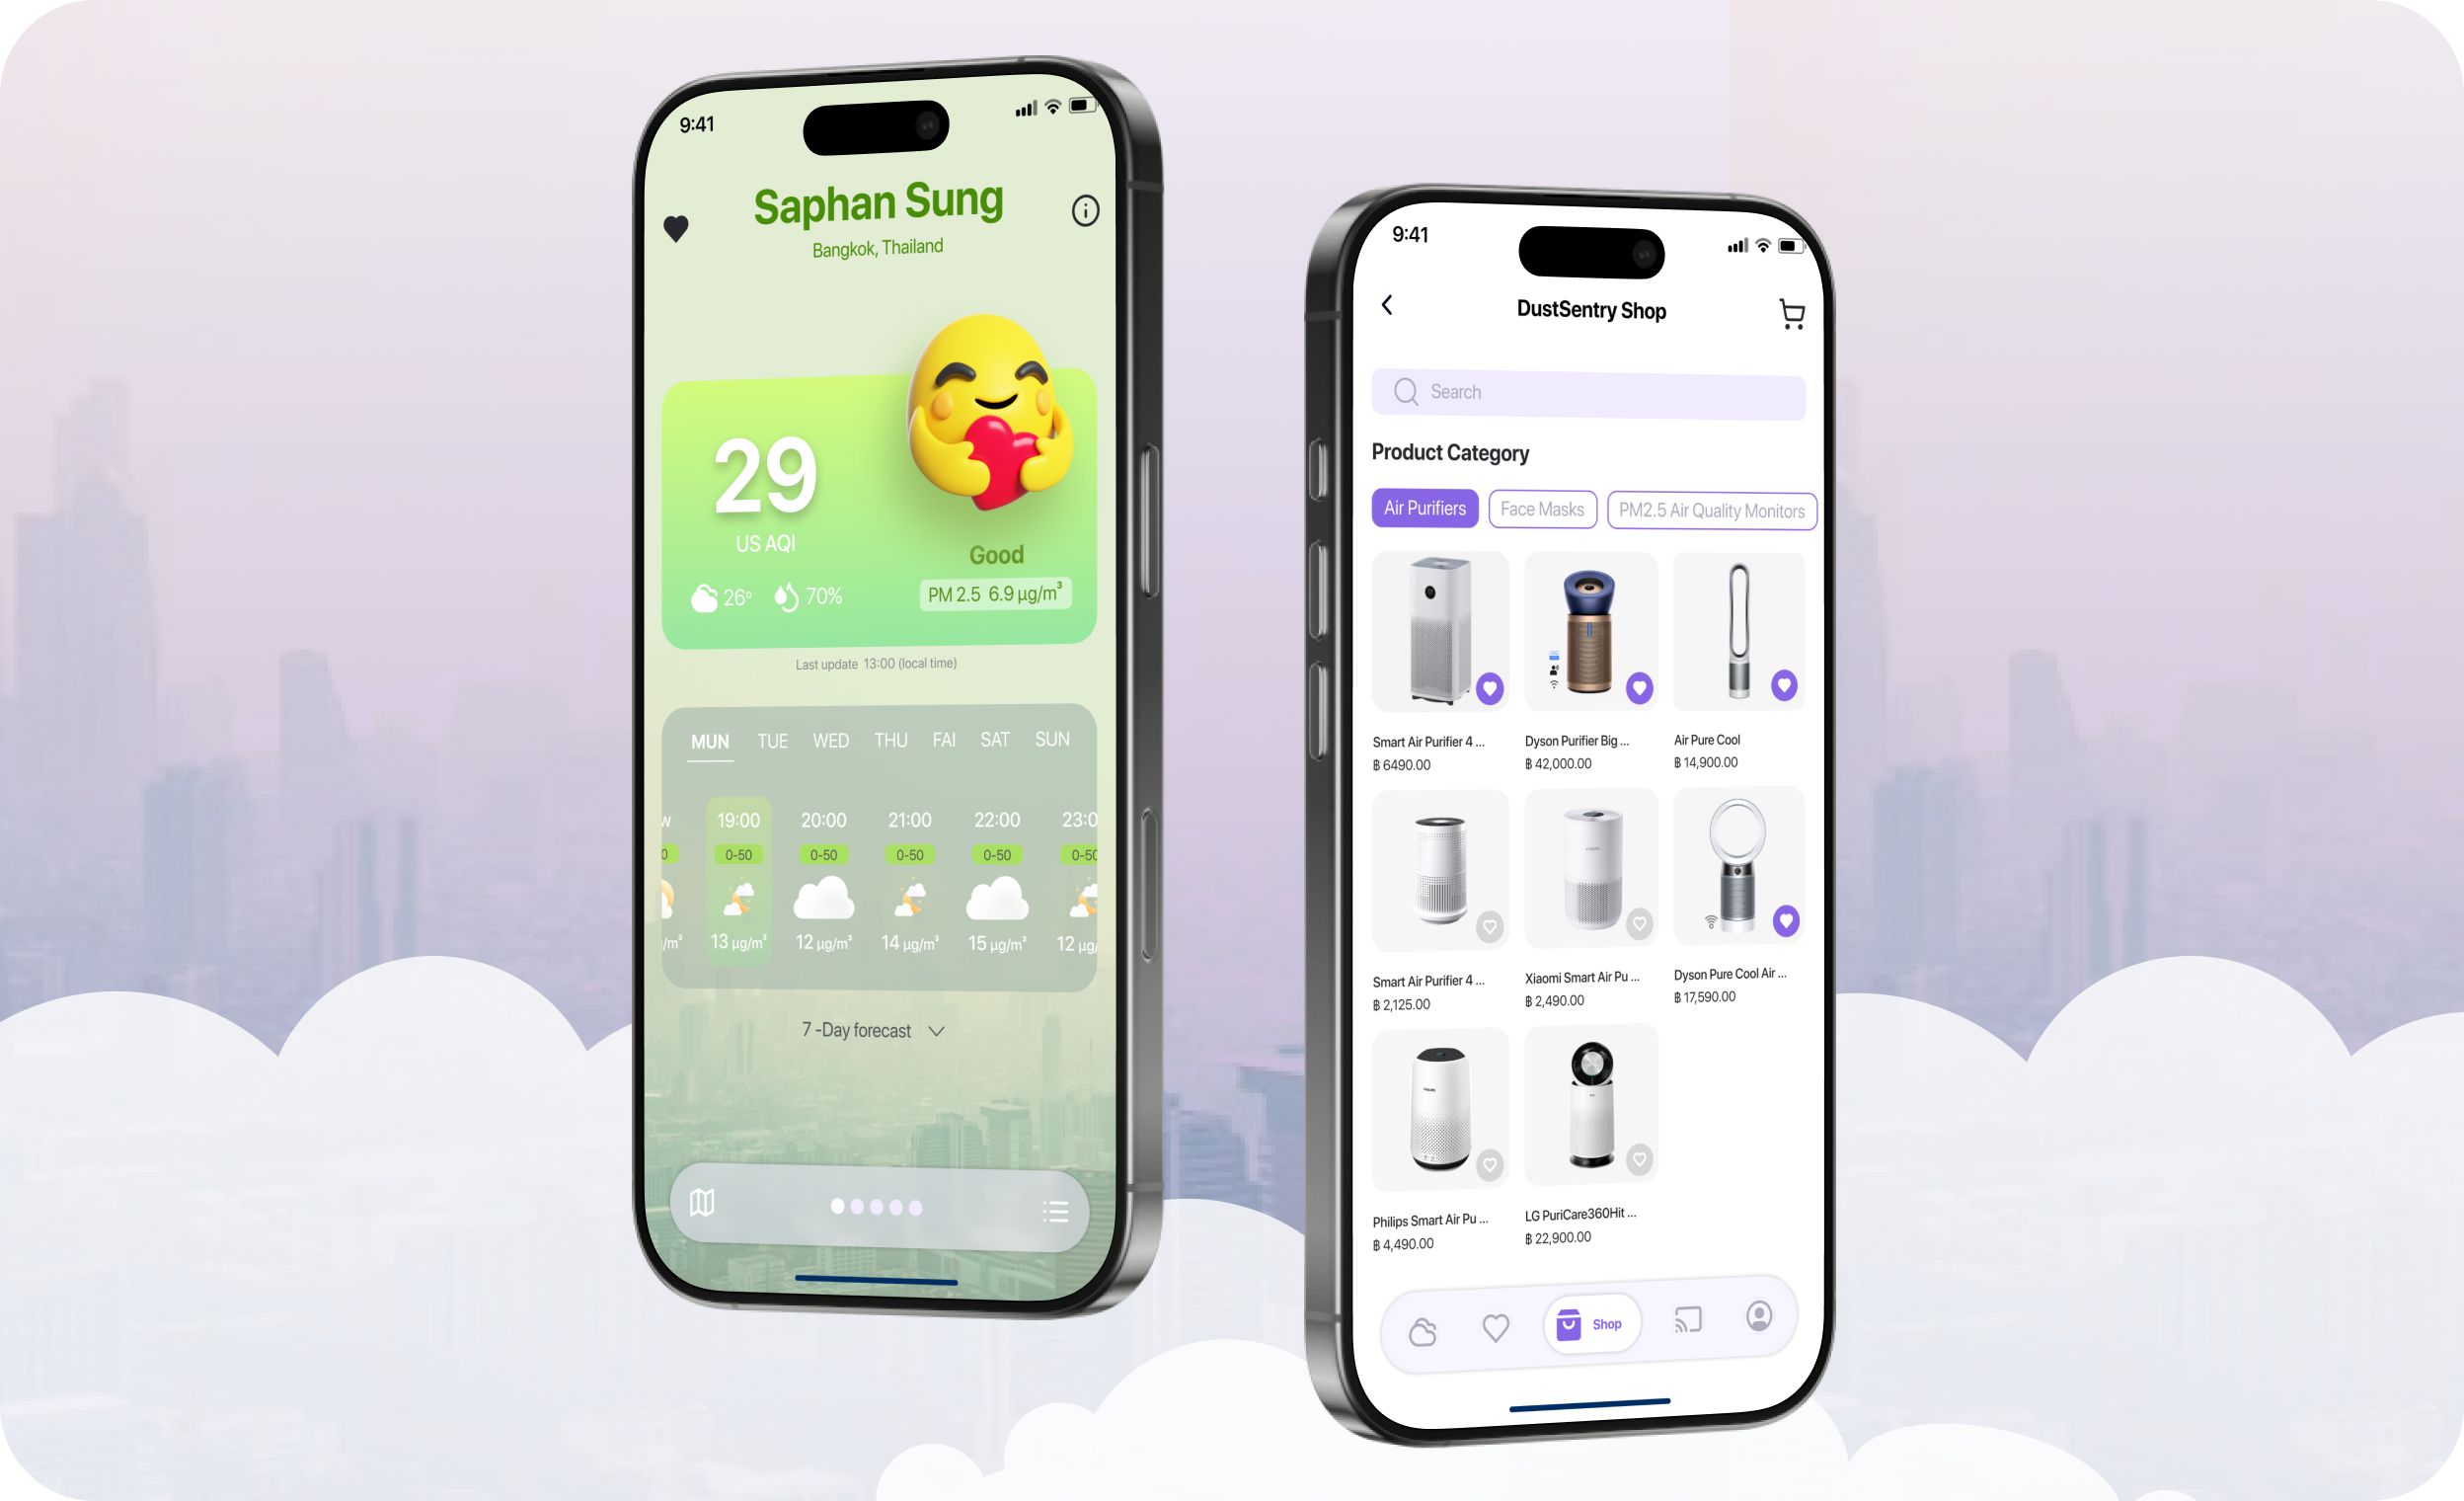 9:41
Saphan Sung
Bangkok, Thailand
29
US AQI
26°
70%
Good
PM 2.5 6.9 µg/m³
Last update 13:00 (local time)
MUN TUE WED THU FAI SAT SUN
w 19:00 20:00 21:00 22:00 23:0
0 0-50 0-50 0-50 0-50 0-50
/m³ 13 µg/m³ 12 µg/m³ 14 µg/m³ 15 µg/m³ 12 µg/
7 -Day forecast
9:41
DustSentry Shop
Search
Product Category
Air Purifiers Face Masks PM2.5 Air Quality Monitors
Smart Air Purifier 4 ... Dyson Purifier Big ... Air Pure Cool
฿ 6490.00 ฿ 42,000.00 ฿ 14,900.00
Smart Air Purifier 4 ... Xiaomi Smart Air Pu ... Dyson Pure Cool Air ...
฿ 2,125.00 ฿ 2,490.00 ฿ 17,590.00
PHILIPS
Philips Smart Air Pu ... LG PuriCare360Hit ...
฿ 4,490.00 ฿ 22,900.00
Shop